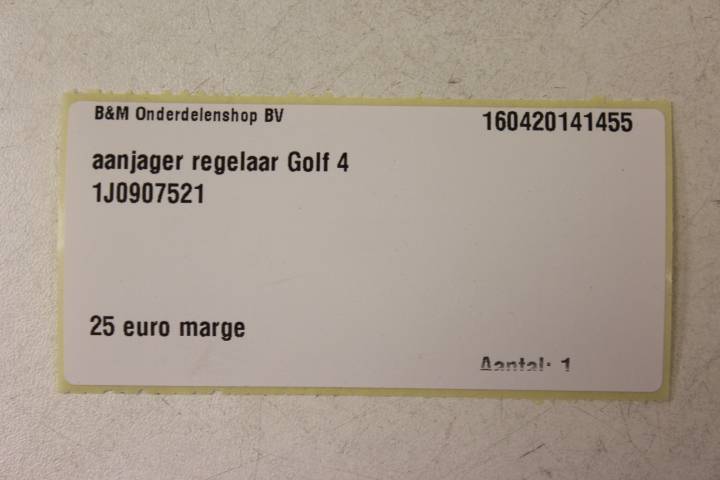 B&M Onderdelenshop BV
160420141455
aanjager regelaar Golf 4
1J0907521
25 euro marge
Aantal: 1